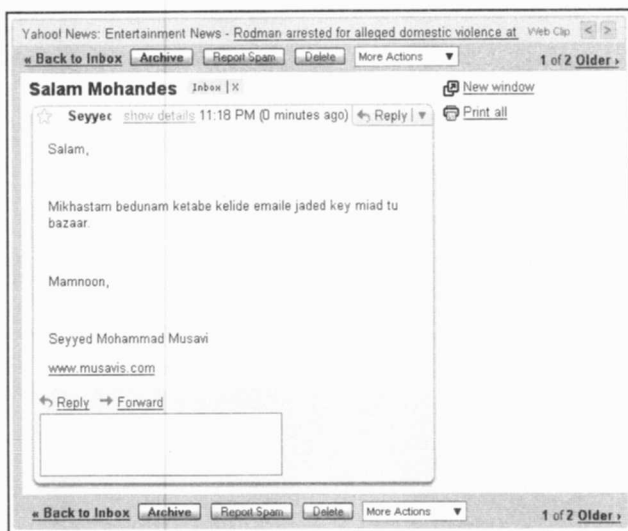 Yahoo! News: Entertainment News - Rodman arrested for alleged domestic violence at Web Clip < >
« Back to Inbox Archive Report Spam Delete More Actions 1 of 2 Older ›
Salam Mohandes Inbox | X New window
Seyyec show details 11:18 PM (0 minutes ago) Reply Print all
Salam,
Mikhastam bedunam ketabe kelide emaile jaded key miad tu
bazaar.
Mamnoon,
Seyyed Mohammad Musavi
www.musavis.com
Reply Forward
« Back to Inbox Archive Report Spam Delete More Actions 1 of 2 Older ›